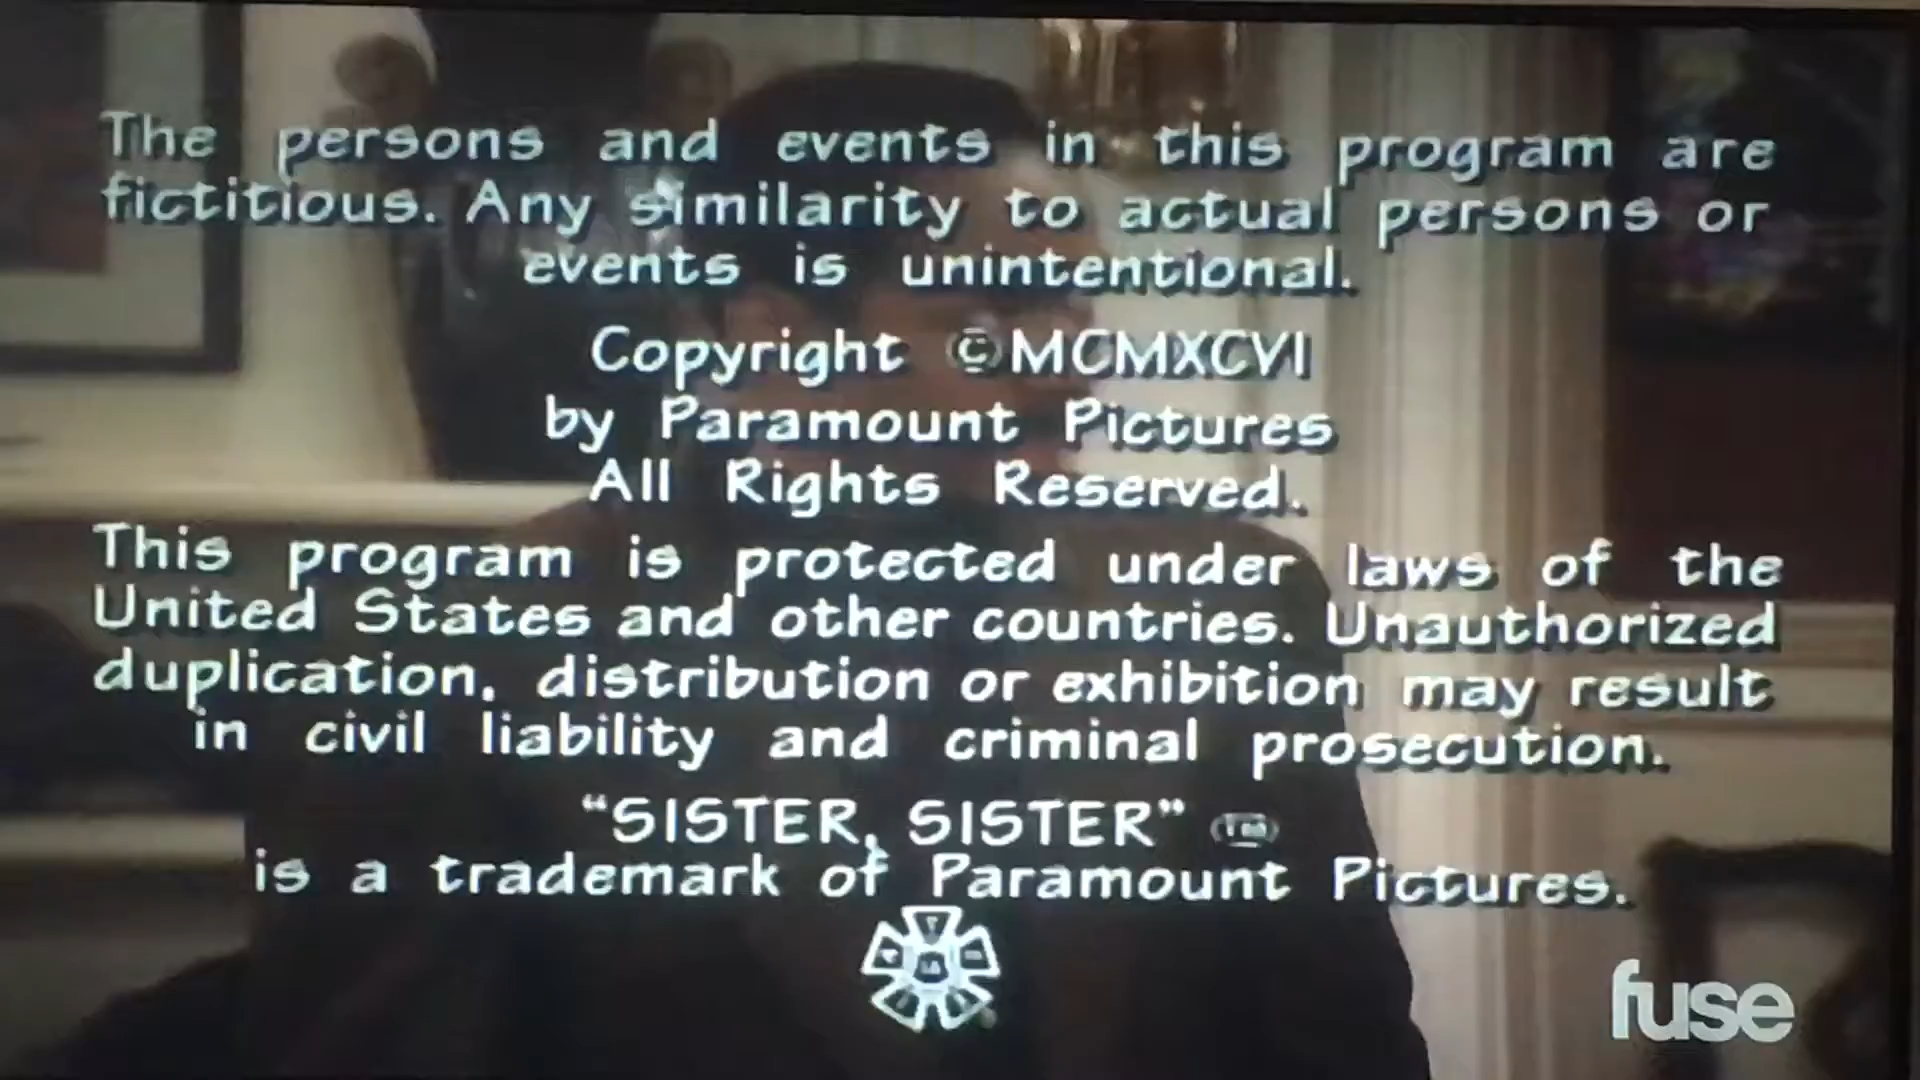 The persons and events in this program are
fictitious. Any similarity to actual persons or
events is unintentional.
Copyright ©MCMXCVI
by Paramount Pictures
All Rights Reserved.
This program is protected under laws of the
United States and other countries. Unauthorized
duplication, distribution or exhibition may result
in civil liability and criminal prosecution.
"SISTER, SISTER" TM
is a trademark of Paramount Pictures.
fuse